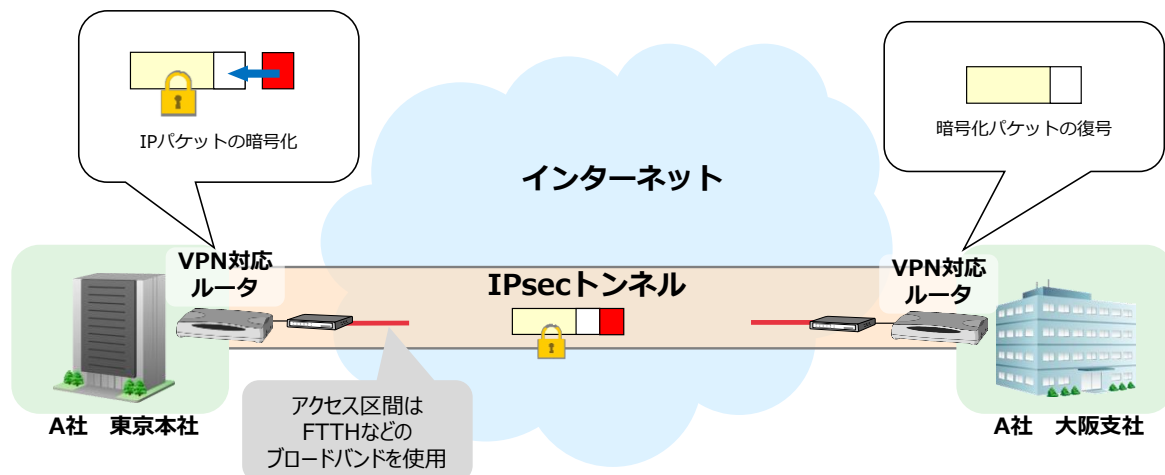 IPパケットの暗号化
暗号化パケットの復号
インターネット
VPN対応
ルータ
IPsecトンネル
VPN対応
ルータ
アクセス区間は
FTTHなどの
ブロードバンドを使用
A社　東京本社
A社　大阪支社